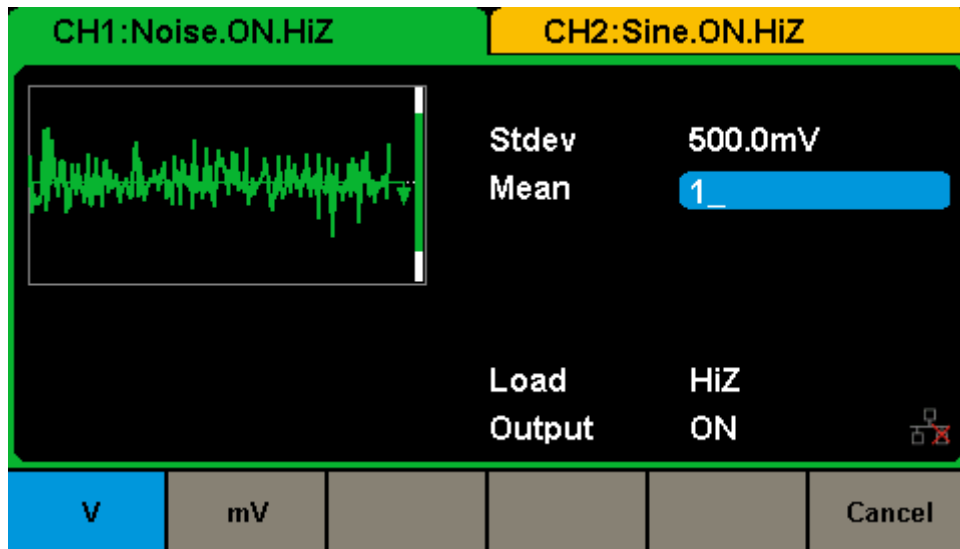 CH1:Noise.ON.HiZ CH2:Sine.ON.HiZ
Stdev 500.0mV
Mean 1_
Load HiZ
Output ON
V mV Cancel